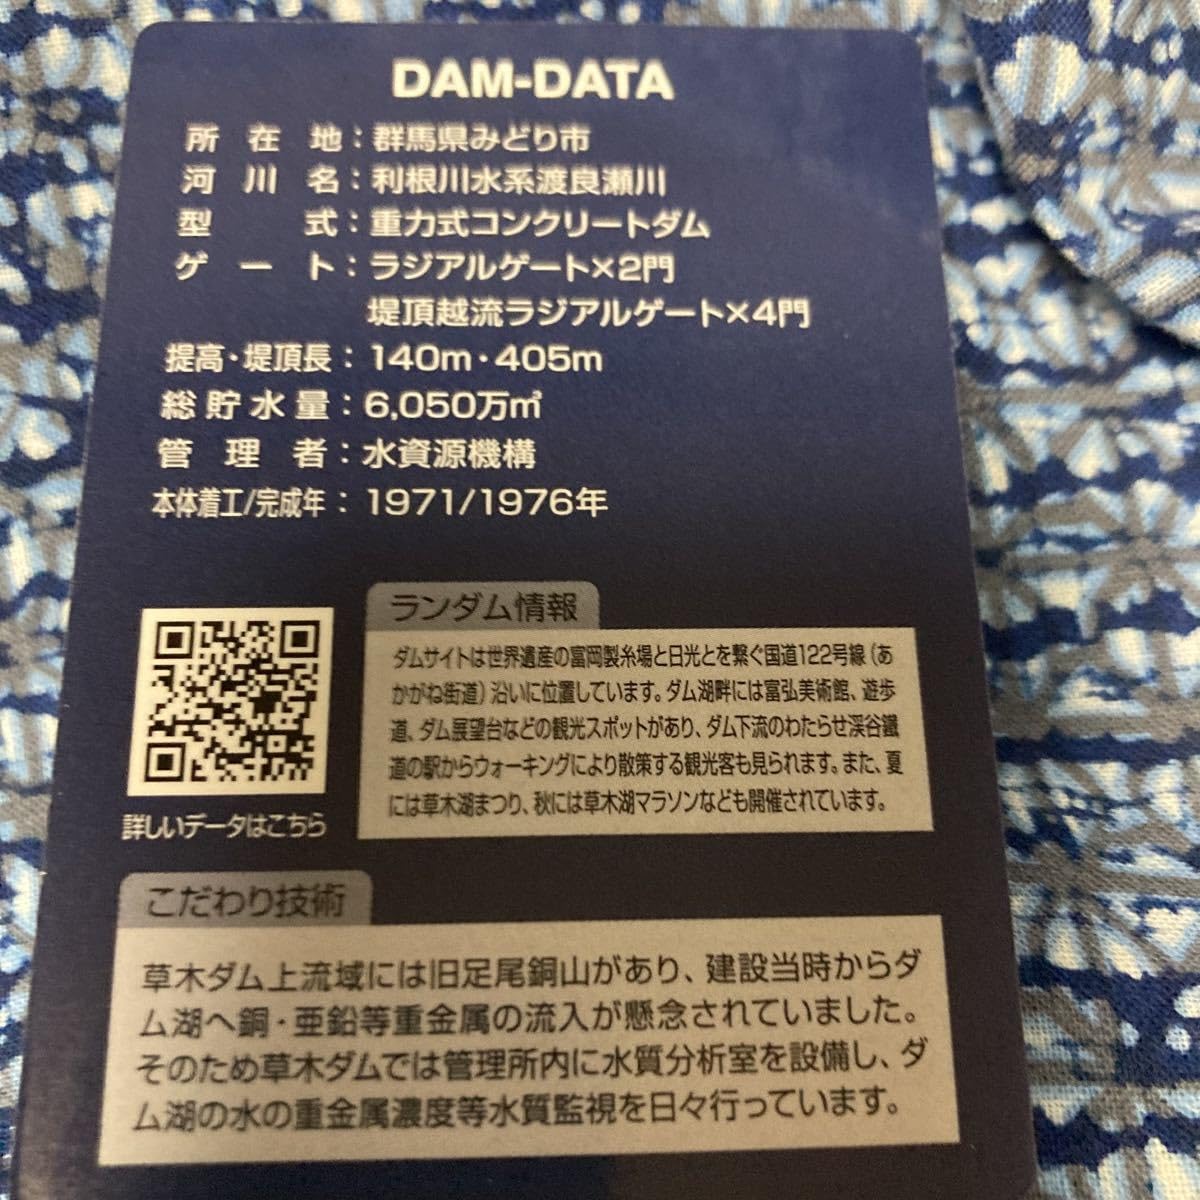 DAM-DATA
所在地：群馬県みどり市
河川名：利根川水系渡良瀬川
型式：重力式コンクリートダム
ゲート：ラジアルゲート×2門
堤頂越流ラジアルゲート×4門
提高・堤頂長：140m・405m
総貯水量：6,050万㎥
管理者：水資源機構
本体着工/完成年：1971/1976年
ランダム情報
ダムサイトは世界遺産の富岡製糸場と日光とを繋ぐ国道122号線（あ
かがね街道）沿いに位置しています。ダム湖畔には富弘美術館、遊歩
道、ダム展望台などの観光スポットがあり、ダム下流のわたらせ渓谷鐵
道の駅からウォーキングにより散策する観光客も見られます。また、夏
には草木湖まつり、秋には草木湖マラソンなども開催されています。
詳しいデータはこちら
こだわり技術
草木ダム上流域には旧足尾銅山があり、建設当時からダ
ム湖へ銅・亜鉛等重金属の流入が懸念されていました。
そのため草木ダムでは管理所内に水質分析室を設備し、ダ
ム湖の水の重金属濃度等水質監視を日々行っています。